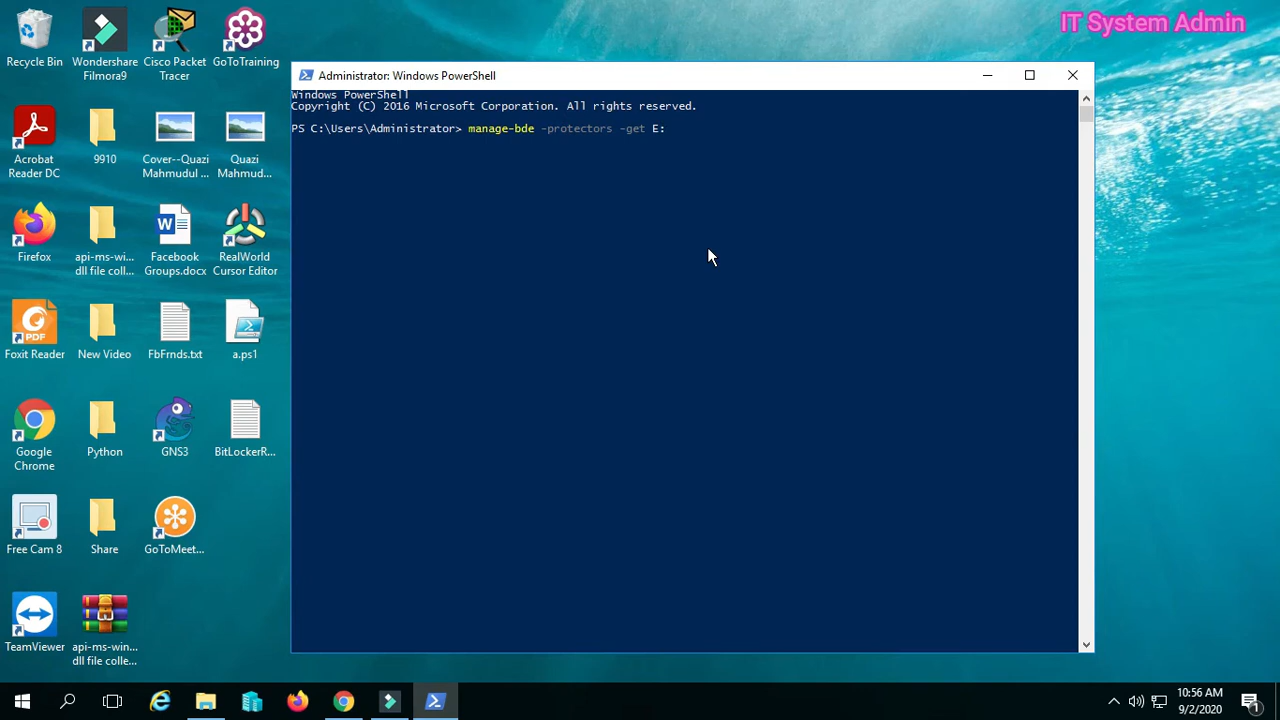 IT System Admin
Recycle Bin
Wondershare Filmora9
Cisco Packet Tracer
GoToTraining
Administrator: Windows PowerShell
Windows PowerShell
Copyright (C) 2016 Microsoft Corporation. All rights reserved.
PS C:\Users\Administrator> manage-bde -protectors -get E:
Acrobat Reader DC
9910
Cover--Quazi Mahmudul ...
Quazi Mahmud...
Firefox
api-ms-wi... dll file coll...
Facebook Groups.docx
RealWorld Cursor Editor
Foxit Reader
New Video
FbFrnds.txt
a.ps1
Google Chrome
Python
GNS3
BitLockerR...
Free Cam 8
Share
GoToMeet...
TeamViewer
api-ms-win... dll file colle...
10:56 AM
9/2/2020
1